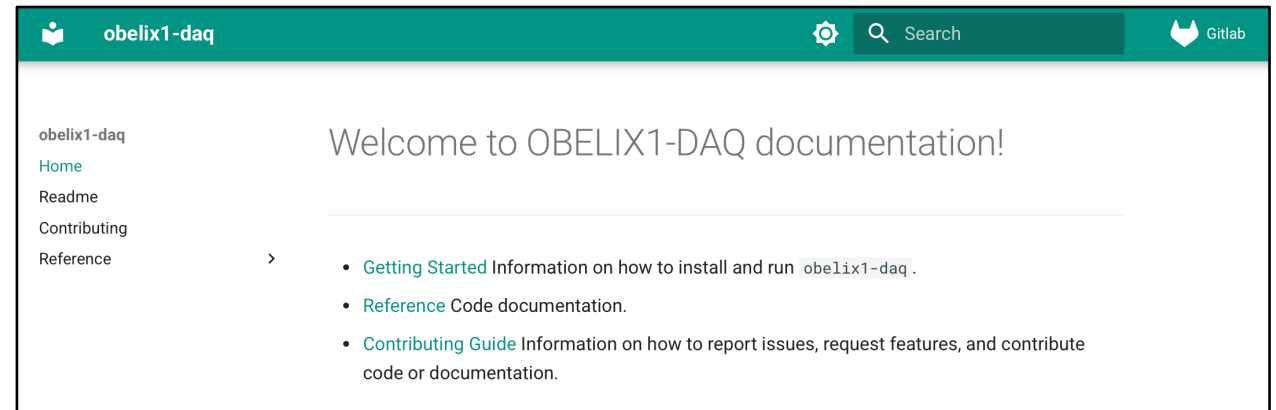 obelix1-daq
Search
Gitlab
obelix1-daq
Home
Readme
Contributing
Reference
Welcome to OBELIX1-DAQ documentation!
Getting Started Information on how to install and run obelix1-daq.
Reference Code documentation.
Contributing Guide Information on how to report issues, request features, and contribute
code or documentation.